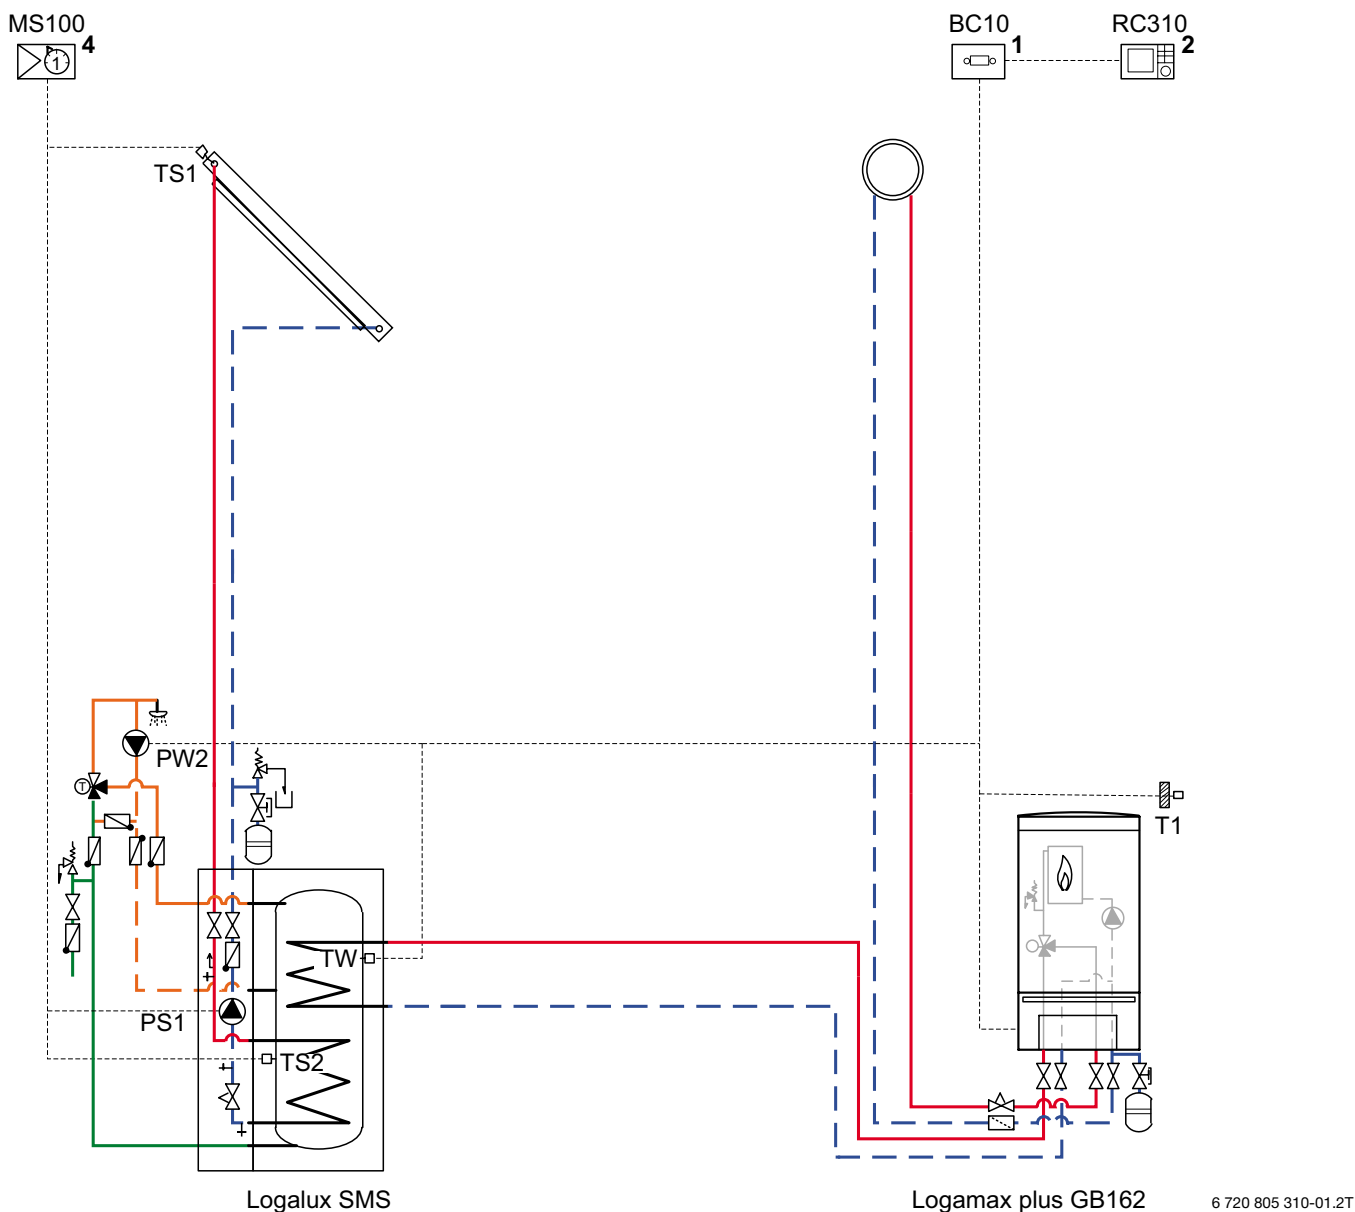 MS100
4
BC10
1
RC310
2
1
TS1
PW2
T
T1
TW
PS1
TS2
Logalux SMS
Logamax plus GB162
6 720 805 310-01.2T